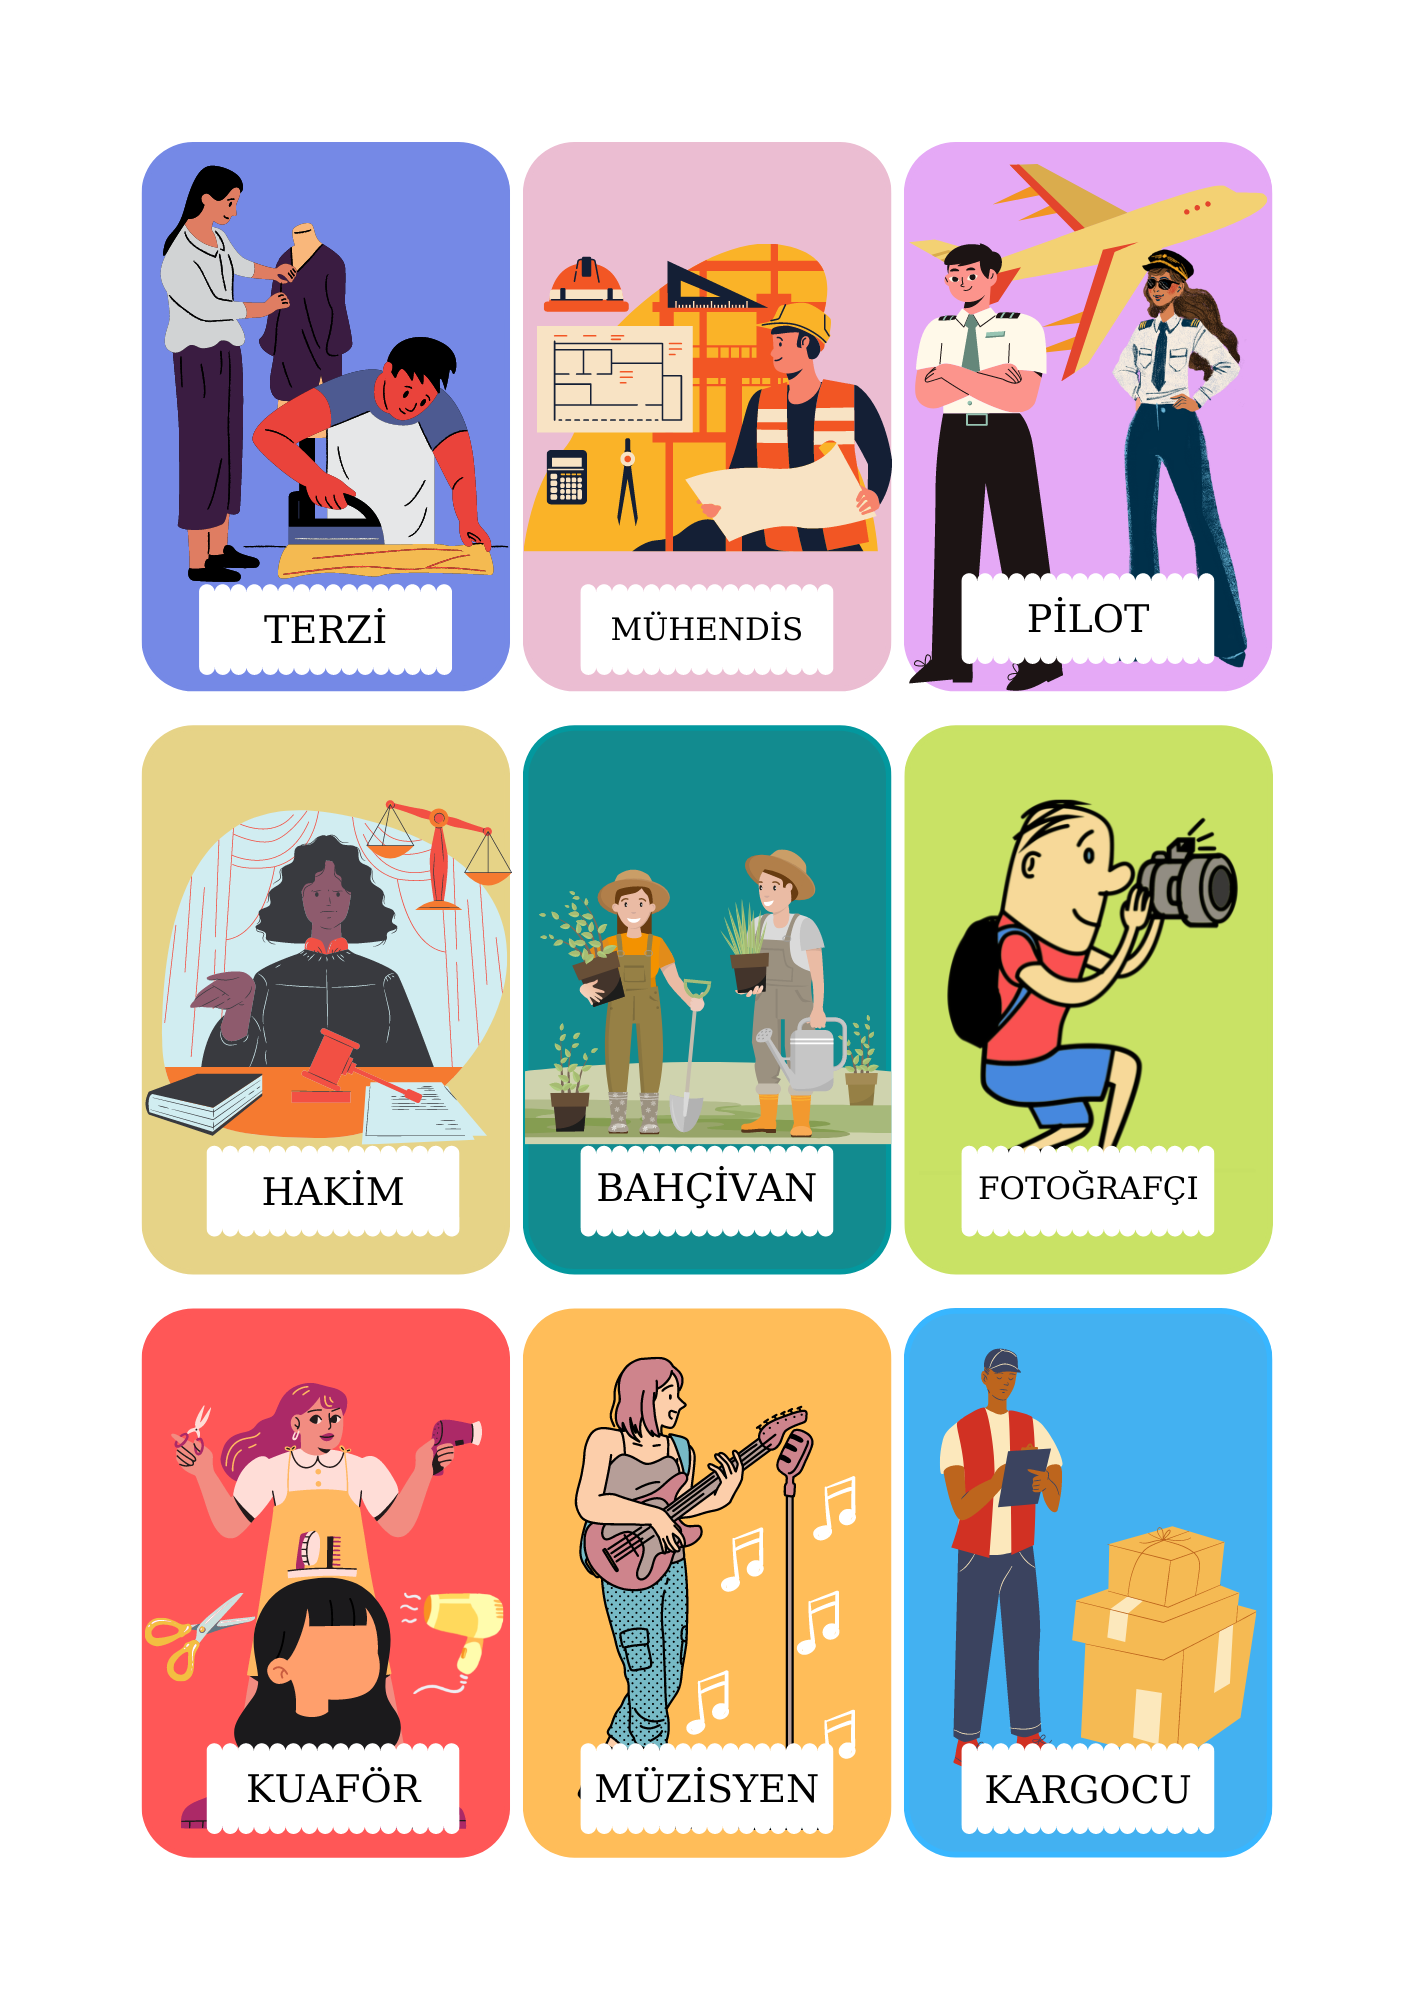 TERZİ
MÜHENDİS
PİLOT
HAKİM
BAHÇİVAN
FOTOĞRAFÇI
KUAFÖR
MÜZİSYEN
KARGOCU